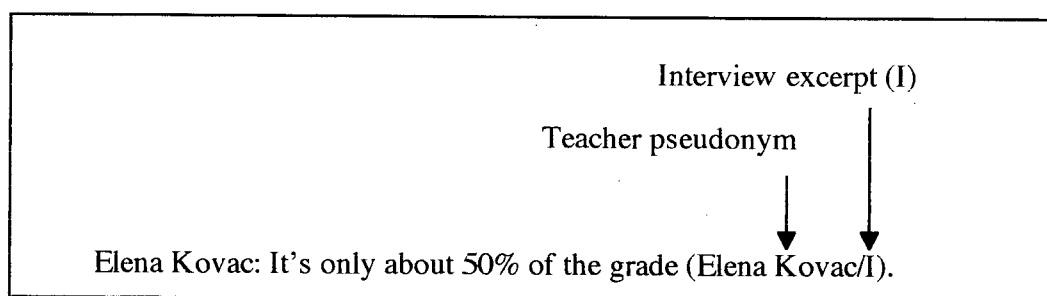 Interview excerpt (I)
Teacher pseudonym
Elena Kovac: It's only about 50% of the grade (Elena Kovac/I).